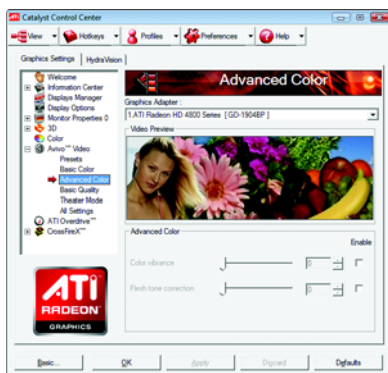 Catalyst Control Center
View Hotkeys Profiles Preferences Help
Graphics Settings HydraVision
Welcome
Information Center
Displays Manager
Display Options
Monitor Properties 0
3D
Color
Avivo™ Video
Presets
Basic Color
Advanced Color
Basic Quality
Theater Mode
All Settings
ATI Overdrive™
CrossFireX™
ATI
RADEON
GRAPHICS
Advanced Color
Graphics Adapter:
1.ATI Radeon HD 4800 Series [ GD-1904BP ]
Video Preview
Advanced Color
Enable
Color vibrance 0
Flesh tone correction 0
Basic... OK Apply Discard Defaults